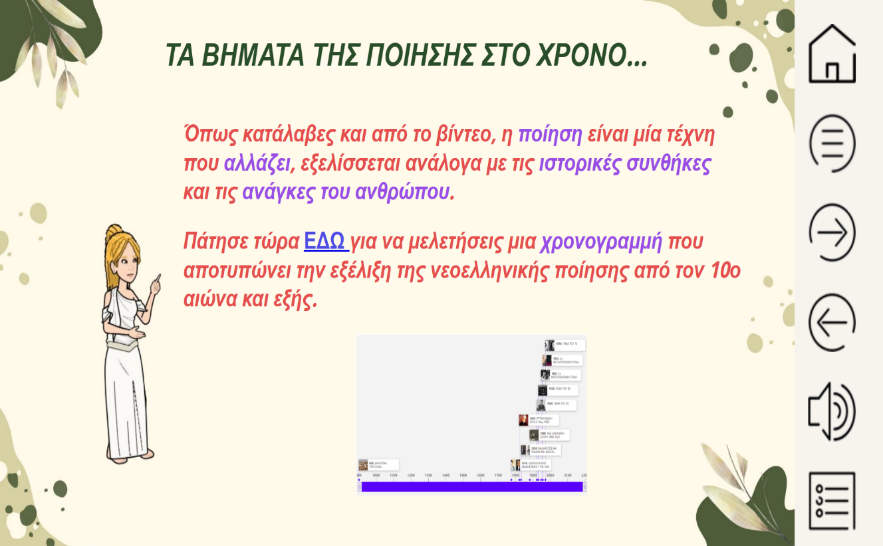 ΤΑ ΒΗΜΑΤΑ ΤΗΣ ΠΟΙΗΣΗΣ ΣΤΟ ΧΡΟΝΟ...
Όπως κατάλαβες και από το βίντεο, η ποίηση είναι μία τέχνη
που αλλάζει, εξελίσσεται ανάλογα με τις ιστορικές συνθήκες
και τις ανάγκες του ανθρώπου.
Πάτησε τώρα ΕΔΩ για να μελετήσεις μια χρονογραμμή που
αποτυπώνει την εξέλιξη της νεοελληνικής ποίησης από τον 10ο
αιώνα και εξής.